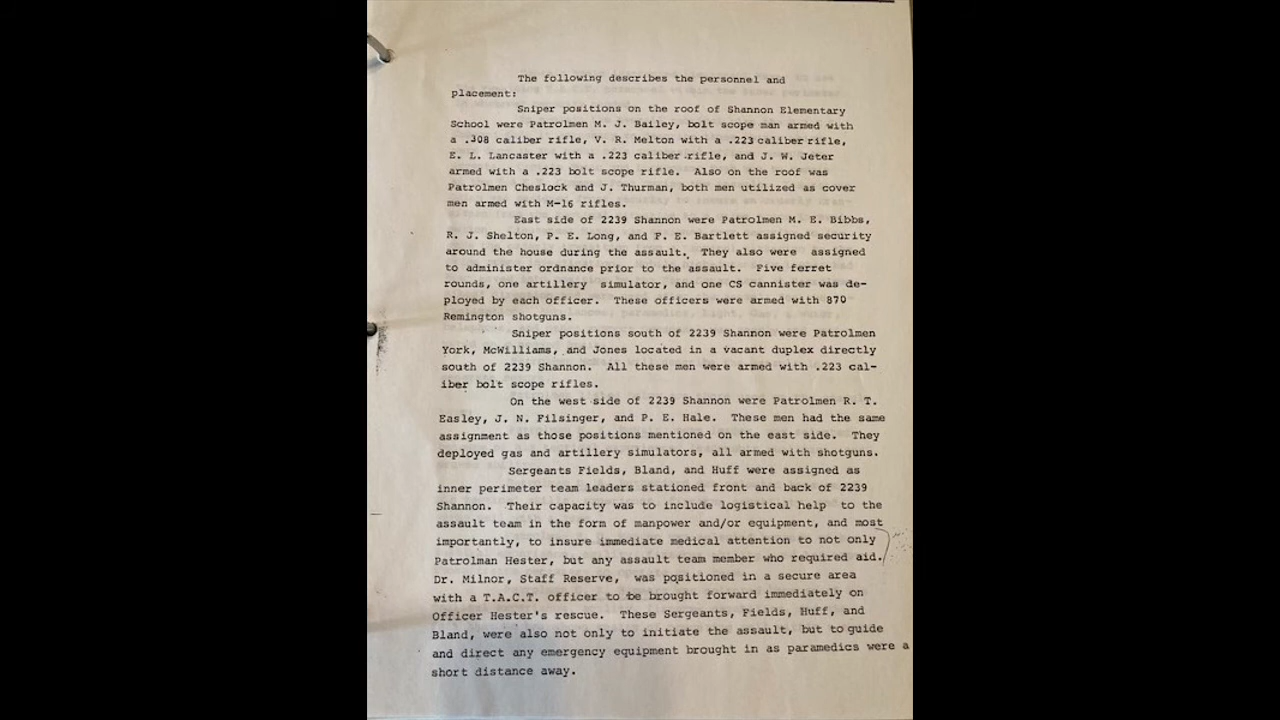 The following describes the personnel and
placement:
Sniper positions on the roof of Shannon Elementary
School were Patrolmen M. J. Bailey, bolt scope man armed with
a .308 caliber rifle, V. R. Melton with a .223 caliber rifle,
E. L. Lancaster with a .223 caliber rifle, and J. W. Jeter
armed with a .223 bolt scope rifle. Also on the roof was
Patrolmen Cheslock and J. Thurman, both men utilized as cover
men armed with M-16 rifles.
East side of 2239 Shannon were Patrolmen M. E. Bibbs,
R. J. Shelton, P. E. Long, and F. E. Bartlett assigned security
around the house during the assault. They also were assigned
to administer ordnance prior to the assault. Five ferret
rounds, one artillery simulator, and one CS cannister was de-
ployed by each officer. These officers were armed with 870
Remington shotguns.
Sniper positions south of 2239 Shannon were Patrolmen
York, McWilliams, and Jones located in a vacant duplex directly
south of 2239 Shannon. All these men were armed with .223 cal-
iber bolt scope rifles.
On the west side of 2239 Shannon were Patrolmen R. T.
Easley, J. N. Filsinger, and P. E. Hale. These men had the same
assignment as those positions mentioned on the east side. They
deployed gas and artillery simulators, all armed with shotguns.
Sergeants Fields, Bland, and Huff were assigned as
inner perimeter team leaders stationed front and back of 2239
Shannon. Their capacity was to include logistical help to the
assault team in the form of manpower and/or equipment, and most
importantly, to insure immediate medical attention to not only
Patrolman Hester, but any assault team member who required aid.
Dr. Milnor, Staff Reserve, was positioned in a secure area
with a T.A.C.T. officer to be brought forward immediately on
Officer Hester's rescue. These Sergeants, Fields, Huff, and
Bland, were also not only to initiate the assault, but to guide
and direct any emergency equipment brought in as paramedics were a
short distance away.